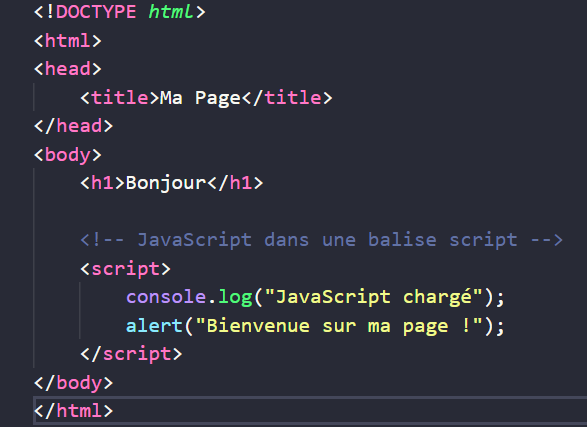 <!DOCTYPE html>
<html>
<head>
<title>Ma Page</title>
</head>
<body>
<h1>Bonjour</h1>
<!-- JavaScript dans une balise script -->
<script>
console.log("JavaScript chargé");
alert("Bienvenue sur ma page !");
</script>
</body>
</html>